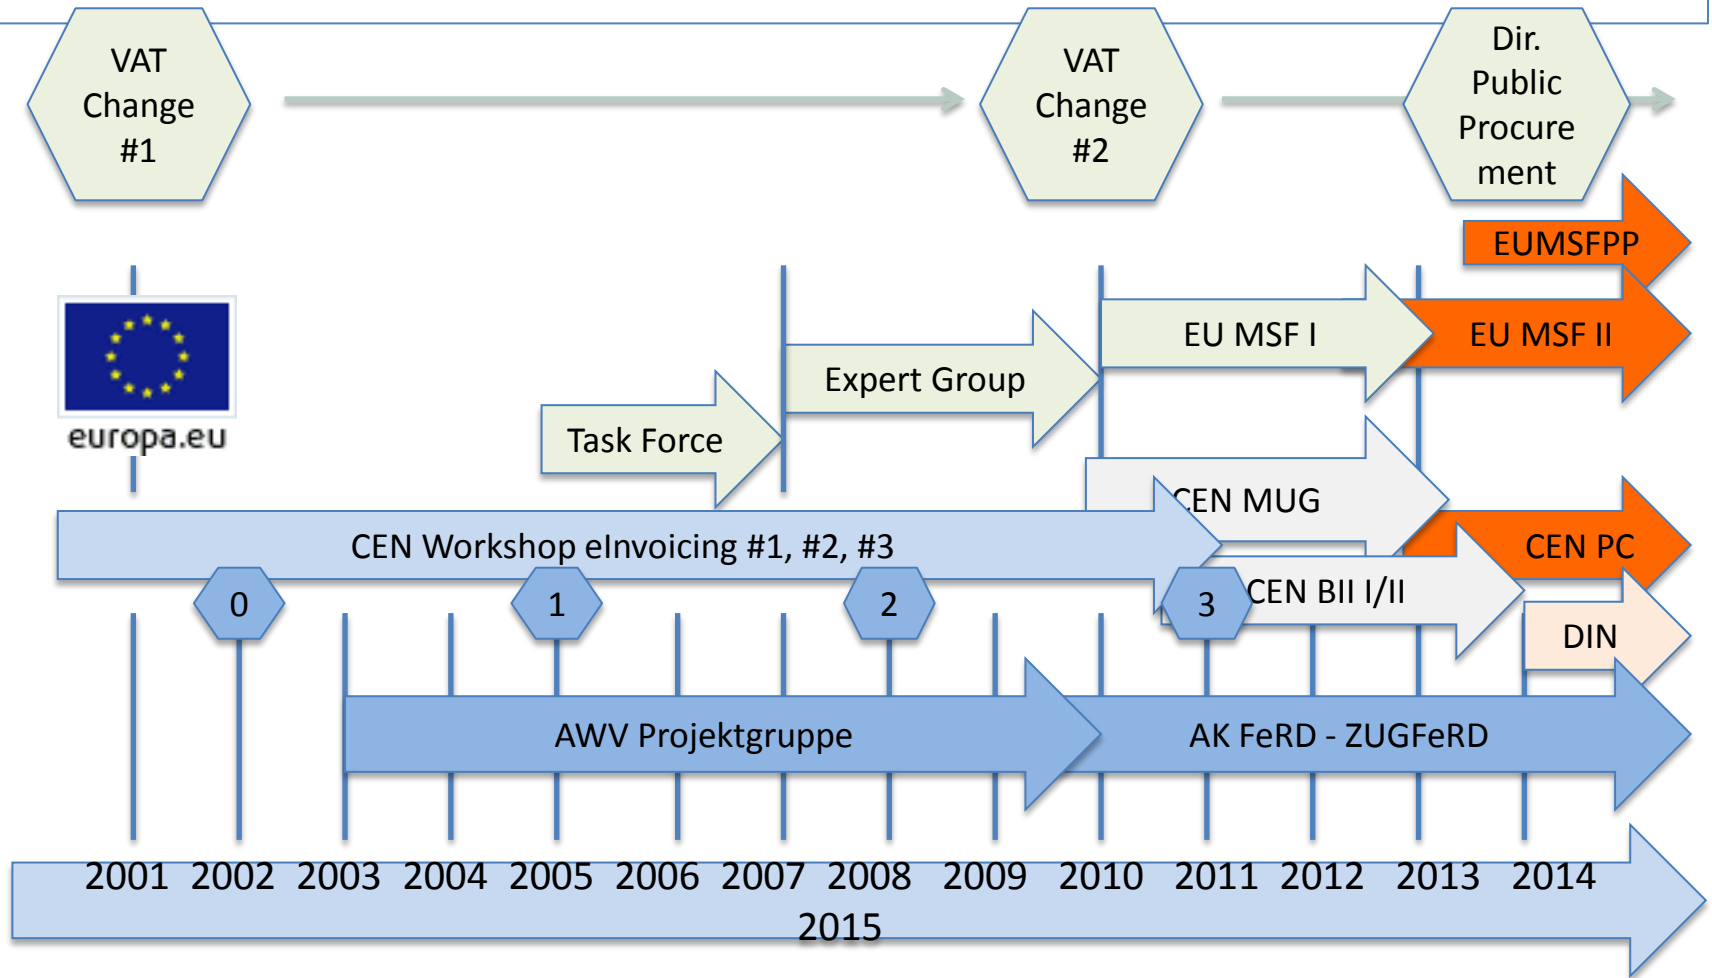 VAT
Change
#1
VAT
Change
#2
Dir.
Public
Procure
ment
EUMSFPP
EU MSF I
EU MSF II
Expert Group
Task Force
europa.eu
CEN MUG
CEN Workshop eInvoicing #1, #2, #3
CEN PC
CEN BII I/II
0
1
2
3
DIN
AWV Projektgruppe
AK FeRD - ZUGFeRD
2001 2002 2003 2004 2005 2006 2007 2008 2009 2010 2011 2012 2013 2014
2015